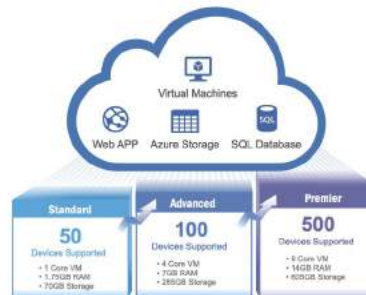 Virtual Machines
SQL
Web APP Azure Storage SQL Database
Standard
50
Devices Supported
• 1 Core VM
• 1.75GB RAM
• 70GB Storage
Advanced
100
Devices Supported
• 4 Core VM
• 7GB RAM
• 285GB Storage
Premier
500
Devices Supported
• 8 Core VM
• 14GB RAM
• 605GB Storage